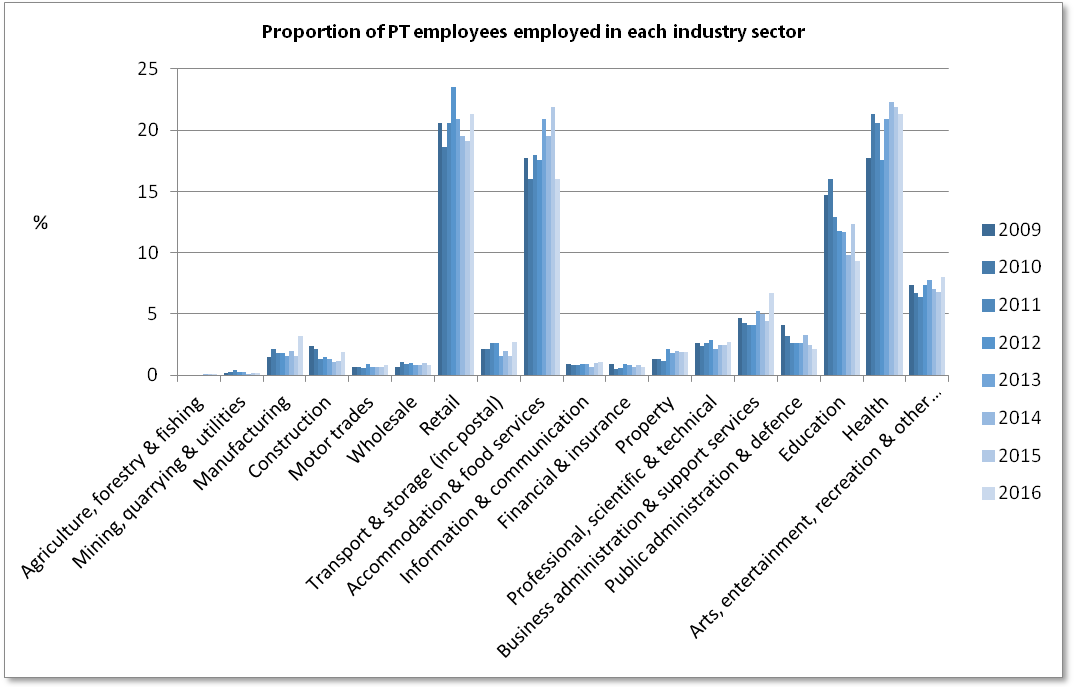 Proportion of PT employees employed in each industry sector
25
20
15
10
5
0
%
Agriculture, forestry & fishing
Mining, quarrying & utilities
Manufacturing
Construction
Motor trades
Wholesale
Retail
Transport & storage (inc postal)
Accommodation & food services
Information & communication
Financial & insurance
Property
Professional, scientific & technical
Business administration & support services
Public administration & defence
Education
Health
Arts, entertainment, recreation & other...
2009
2010
2011
2012
2013
2014
2015
2016